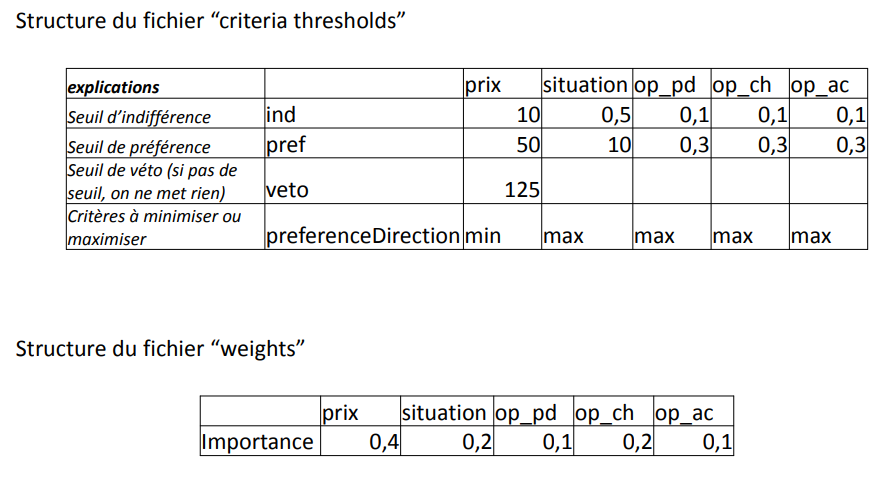 Structure du fichier “criteria thresholds”
explications prix situation op_pd op_ch op_ac
Seuil d’indifférence ind 10 0,5 0,1 0,1 0,1
Seuil de préférence pref 50 10 0,3 0,3 0,3
Seuil de véto (si pas de
seuil, on ne met rien) veto 125
Critères à minimiser ou
maximiser preferenceDirection min max max max max
Structure du fichier “weights”
prix situation op_pd op_ch op_ac
Importance 0,4 0,2 0,1 0,2 0,1